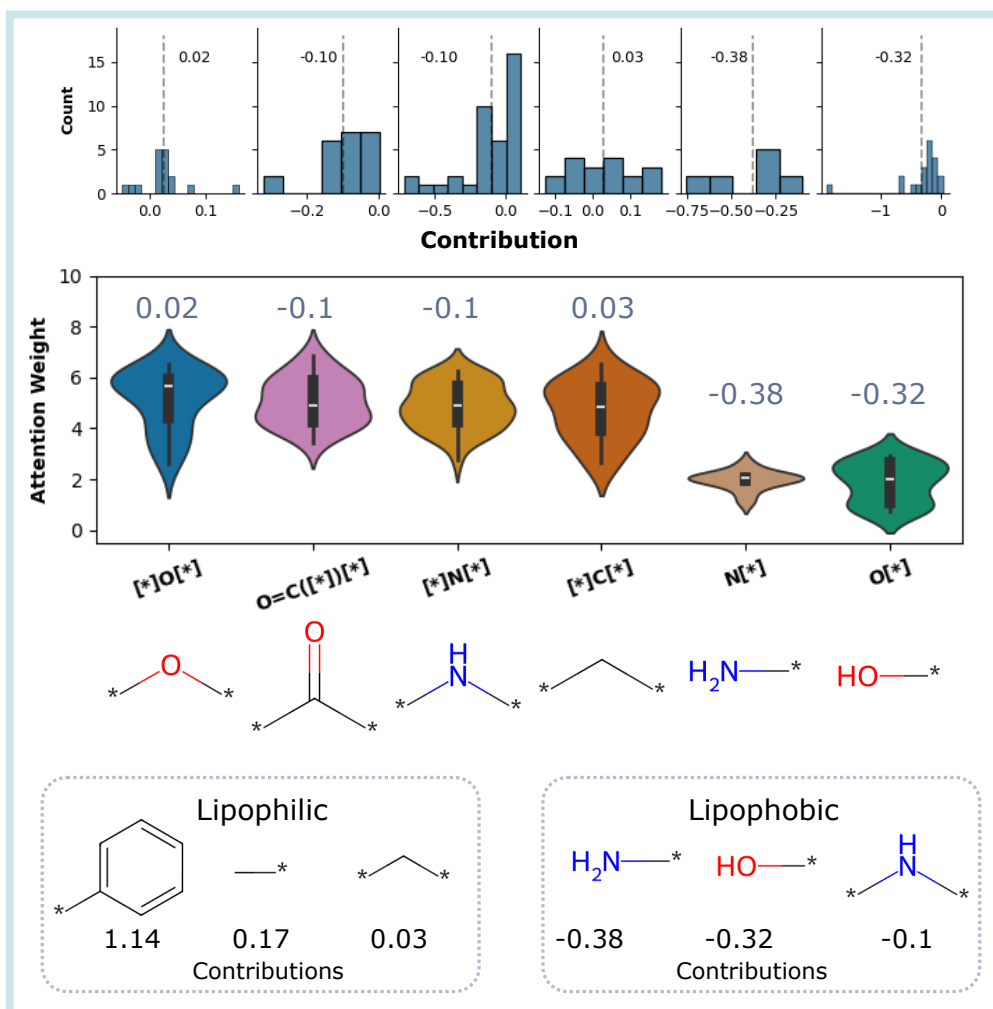 0.02 -0.10 -0.10 0.03 -0.38 -0.32
15
10
5
0
Count
0.0 0.1 −0.2 0.0 −0.5 0.0 −0.1 0.0 0.1 −0.75 −0.50 −0.25 −1 0
Contribution
10
8
6
4
2
0
Attention Weight
0.02 -0.1 -0.1 0.03 -0.38 -0.32
[*]O[*] O=C([*])[*] [*]N[*] [*]C[*] N[*] O[*]
* O *
O * *
H N * *
* *
H2N *
HO *
Lipophilic
* * * *
1.14 0.17 0.03
Contributions
Lipophobic
H2N * HO * H N * *
-0.38 -0.32 -0.1
Contributions